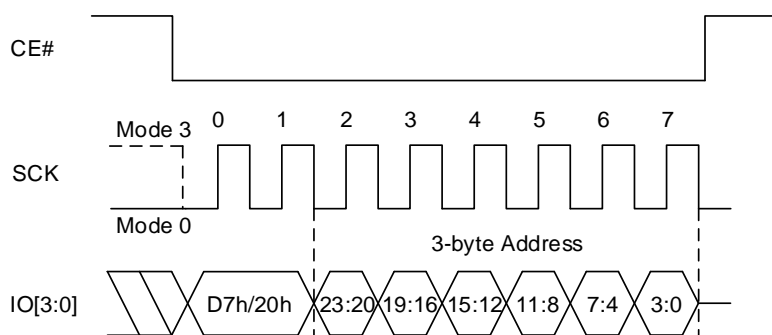 CE#
0 1 2 3 4 5 6 7
Mode 3
SCK
Mode 0
3-byte Address
IO[3:0] D7h/20h 23:20 19:16 15:12 11:8 7:4 3:0